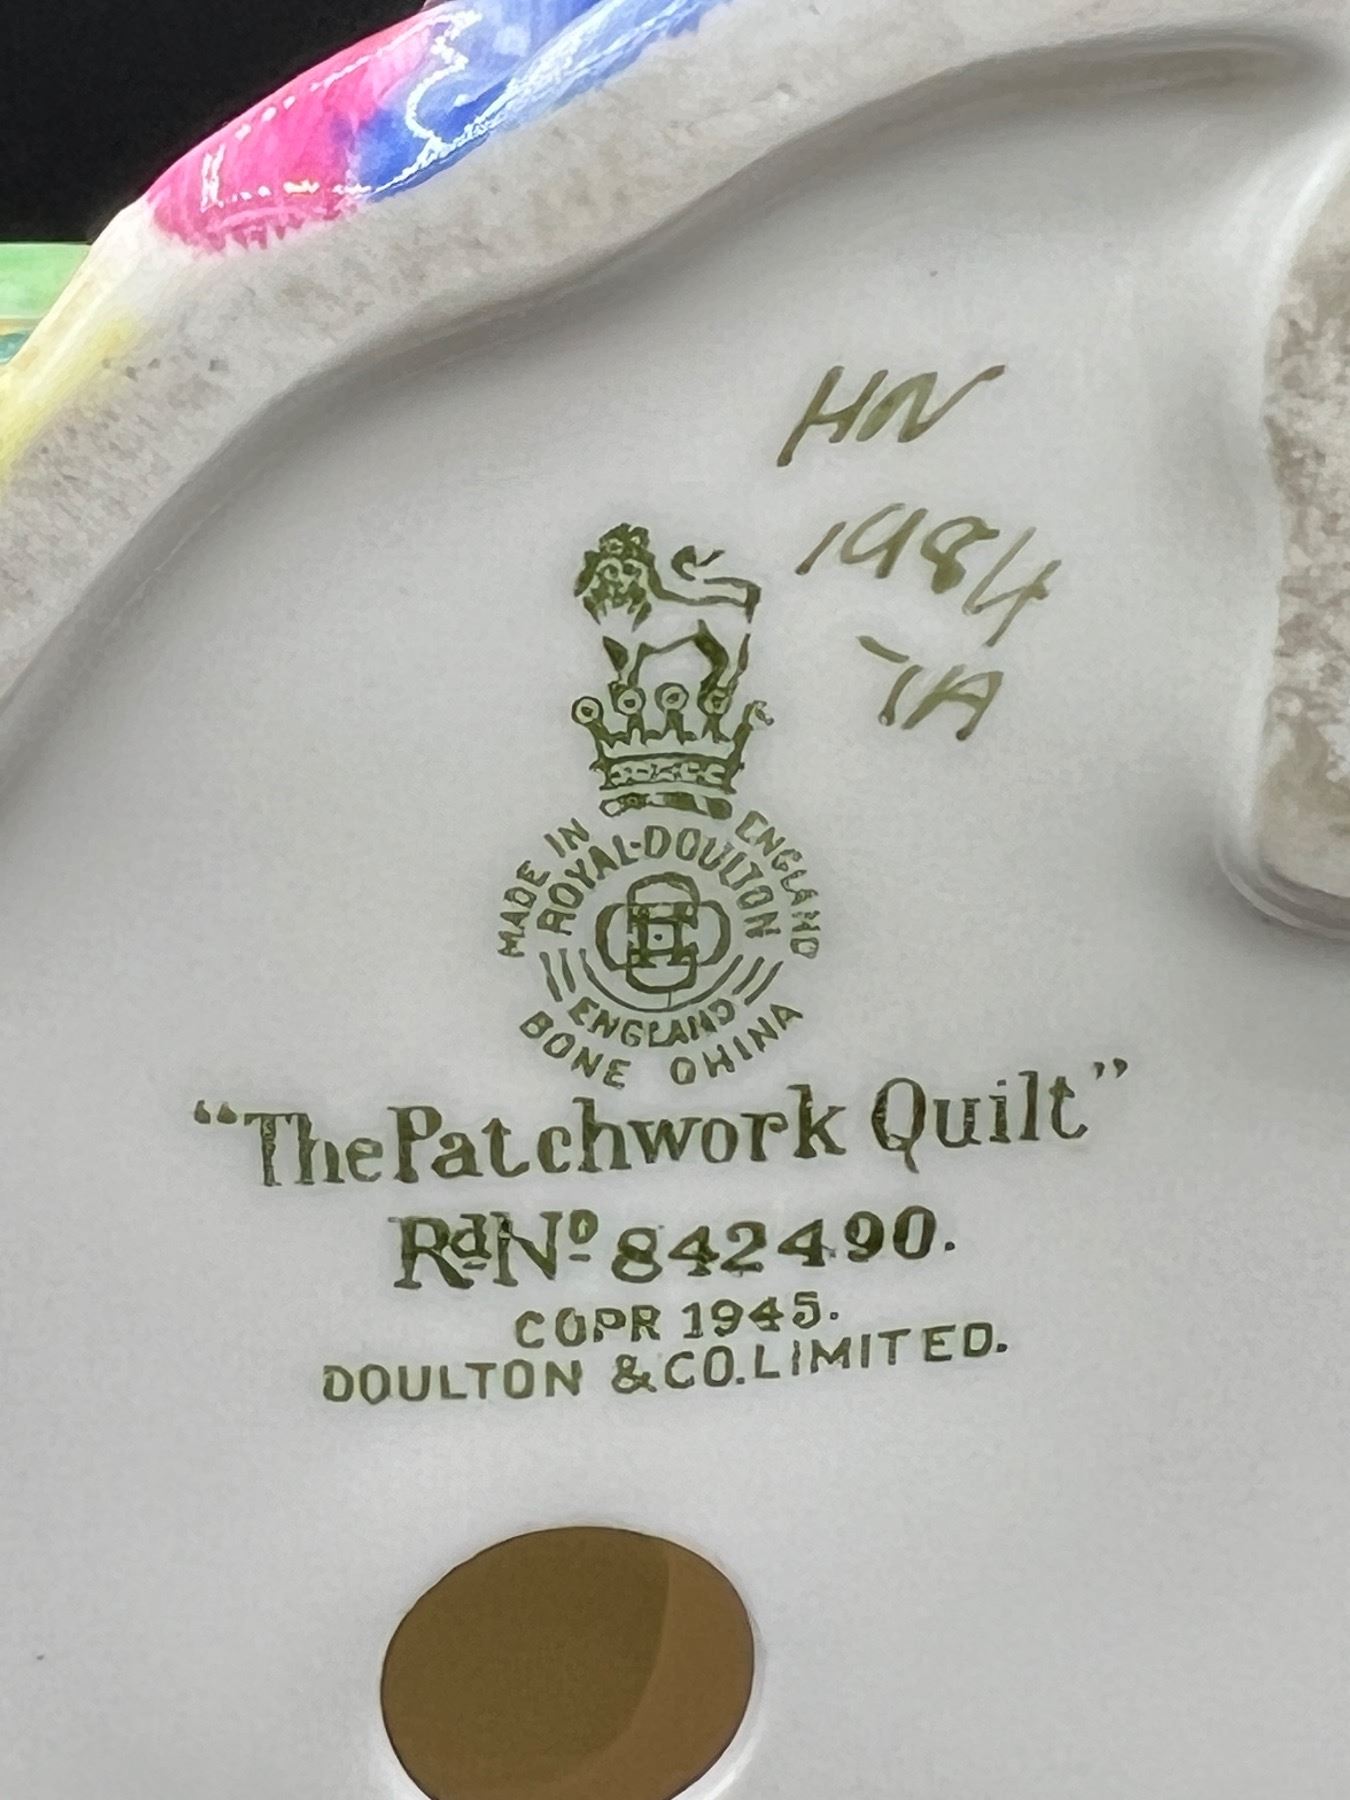 HN
1984
TA
MADE IN ENGLAND
ROYAL·DOULTON
ENGLAND
BONE CHINA
“The Patchwork Quilt”
Rd No 842490.
COPR 1945.
DOULTON & CO. LIMITED.